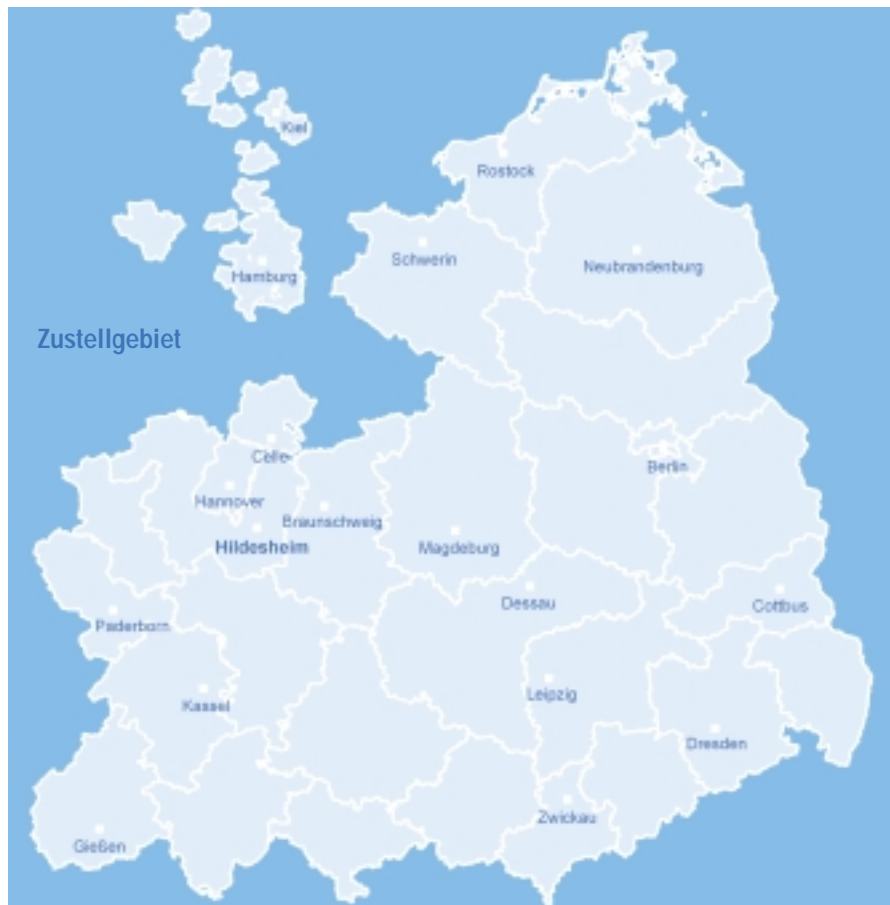 Kiel
Rostock
Schwerin
Neubrandenburg
Hamburg
Zustellgebiet
Celle
Berlin
Hannover
Braunschweig
Hildesheim
Magdeburg
Dessau
Cottbus
Paderborn
Leipzig
Kassel
Dresden
Zwickau
Gießen